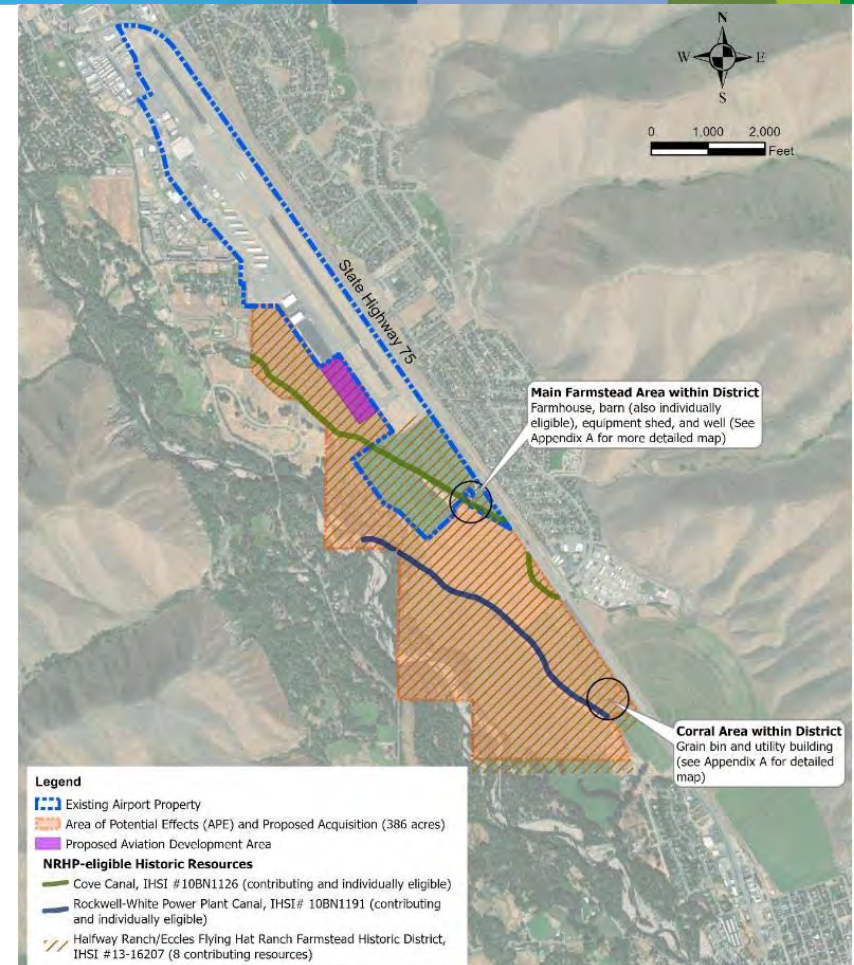 N
W E
S
0 1,000 2,000
Feet
State Highway 75
Main Farmstead Area within District
Farmhouse, barn (also individually
eligible), equipment shed, and well (See
Appendix A for more detailed map)
Corral Area within District
Grain bin and utility building
(see Appendix A for detailed
map)
Legend
Existing Airport Property
Area of Potential Effects (APE) and Proposed Acquisition (386 acres)
Proposed Aviation Development Area
NRHP-eligible Historic Resources
Cove Canal, IHSI #10BN1126 (contributing and individually eligible)
Rockwell-White Power Plant Canal, IHSI# 10BN1191 (contributing
and individually eligible)
Halfway Ranch/Eccles Flying Hat Ranch Farmstead Historic District,
IHSI #13-16207 (8 contributing resources)